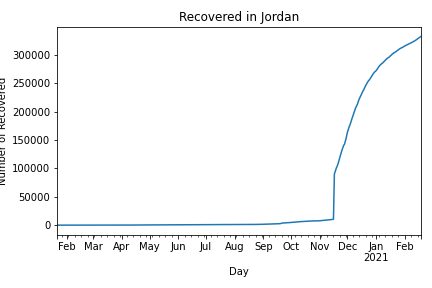 Recovered in Jordan
Number of Recovered
300000
250000
200000
150000
100000
50000
0
Feb Mar Apr May Jun Jul Aug Sep Oct Nov Dec Jan Feb
2021
Day